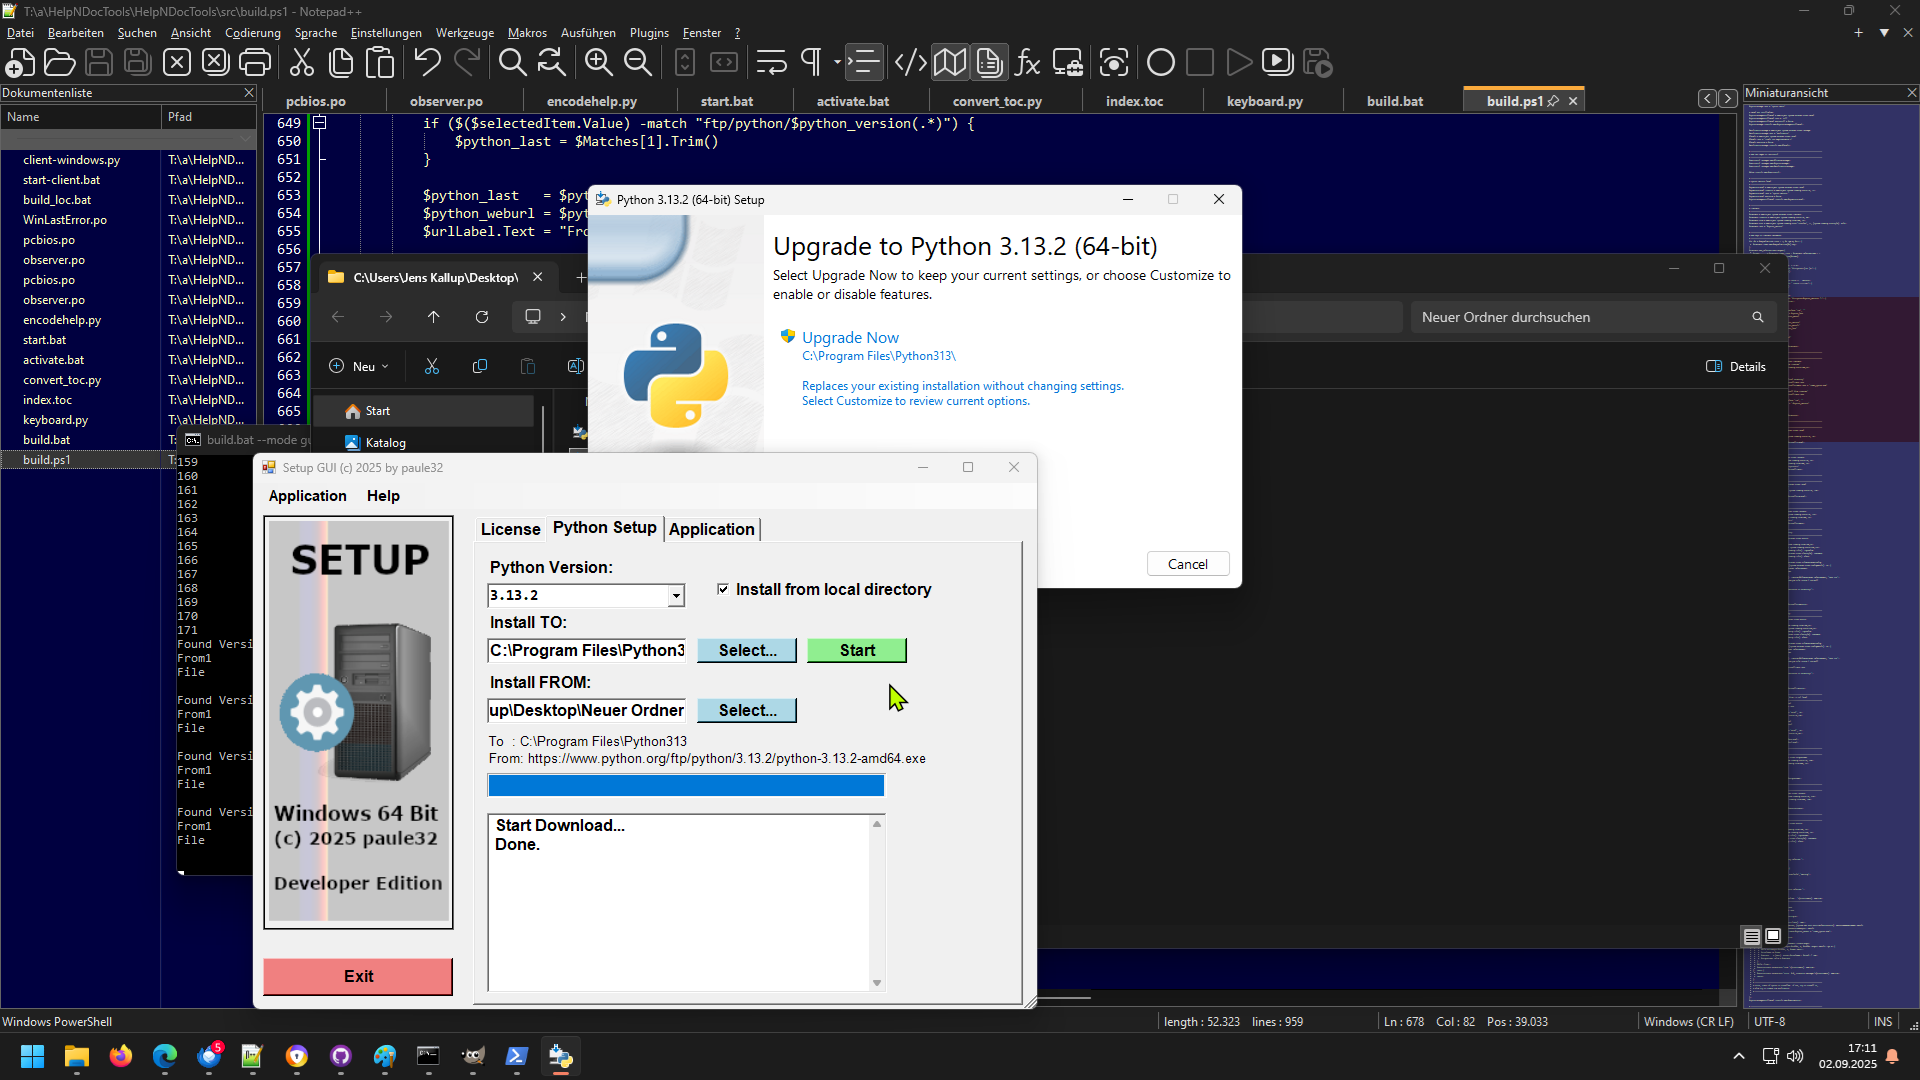 T:\a\HelpNDocTools\HelpNDocTools\src\build.ps1 - Notepad++
Datei Bearbeiten Suchen Ansicht Codierung Sprache Einstellungen Werkzeuge Makros Ausführen Plugins Fenster ?
Dokumentenliste
pcbios.po observer.po encodehelp.py start.bat activate.bat convert_toc.py index.toc keyboard.py build.bat build.ps1
Miniaturansicht
Name Pfad
client-windows.py T:\a\HelpND...
start-client.bat T:\a\HelpND...
build_loc.bat T:\a\HelpND...
WinLastError.po T:\a\HelpND...
pcbios.po T:\a\HelpND...
observer.po T:\a\HelpND...
pcbios.po T:\a\HelpND...
observer.po T:\a\HelpND...
encodehelp.py T:\a\HelpND...
start.bat T:\a\HelpND...
activate.bat T:\a\HelpND...
convert_toc.py T:\a\HelpND...
index.toc T:\a\HelpND...
keyboard.py T:\a\HelpND...
build.bat T:
build.ps1 T:
649 if ($($selectedItem.Value) -match "ftp/python/$python_version(.*)") {
650 $python_last = $Matches[1].Trim()
651 }
652
653 $python_last = $pyt
654 $python_weburl = $pyt
655 $urlLabel.Text = "Fro
656
657
658
659
660
661
662
663
664
665
C:\Users\Jens Kallup\Desktop\
Neuer Ordner durchsuchen
Neu
Details
Start
Katalog
Python 3.13.2 (64-bit) Setup
Upgrade to Python 3.13.2 (64-bit)
Select Upgrade Now to keep your current settings, or choose Customize to
enable or disable features.
Upgrade Now
C:\Program Files\Python313\
Replaces your existing installation without changing settings.
Select Customize to review current options.
Cancel
build.bat --mode gu
159
160
161
162
163
164
165
166
167
168
169
170
171
Found Versi
From1
File
Found Versi
From1
File
Found Versi
From1
File
Found Versi
From1
File
Setup GUI (c) 2025 by paule32
Application Help
SETUP
Windows 64 Bit
(c) 2025 paule32
Developer Edition
Exit
License Python Setup Application
Python Version:
3.13.2
Install from local directory
Install TO:
C:\Program Files\Python3
Select... Start
Install FROM:
up\Desktop\Neuer Ordner
Select...
To : C:\Program Files\Python313
From: https://www.python.org/ftp/python/3.13.2/python-3.13.2-amd64.exe
Start Download...
Done.
Windows PowerShell
length : 52.323 lines : 959
Ln : 678 Col : 82 Pos : 39.033
Windows (CR LF)
UTF-8
INS
5
17:11
02.09.2025